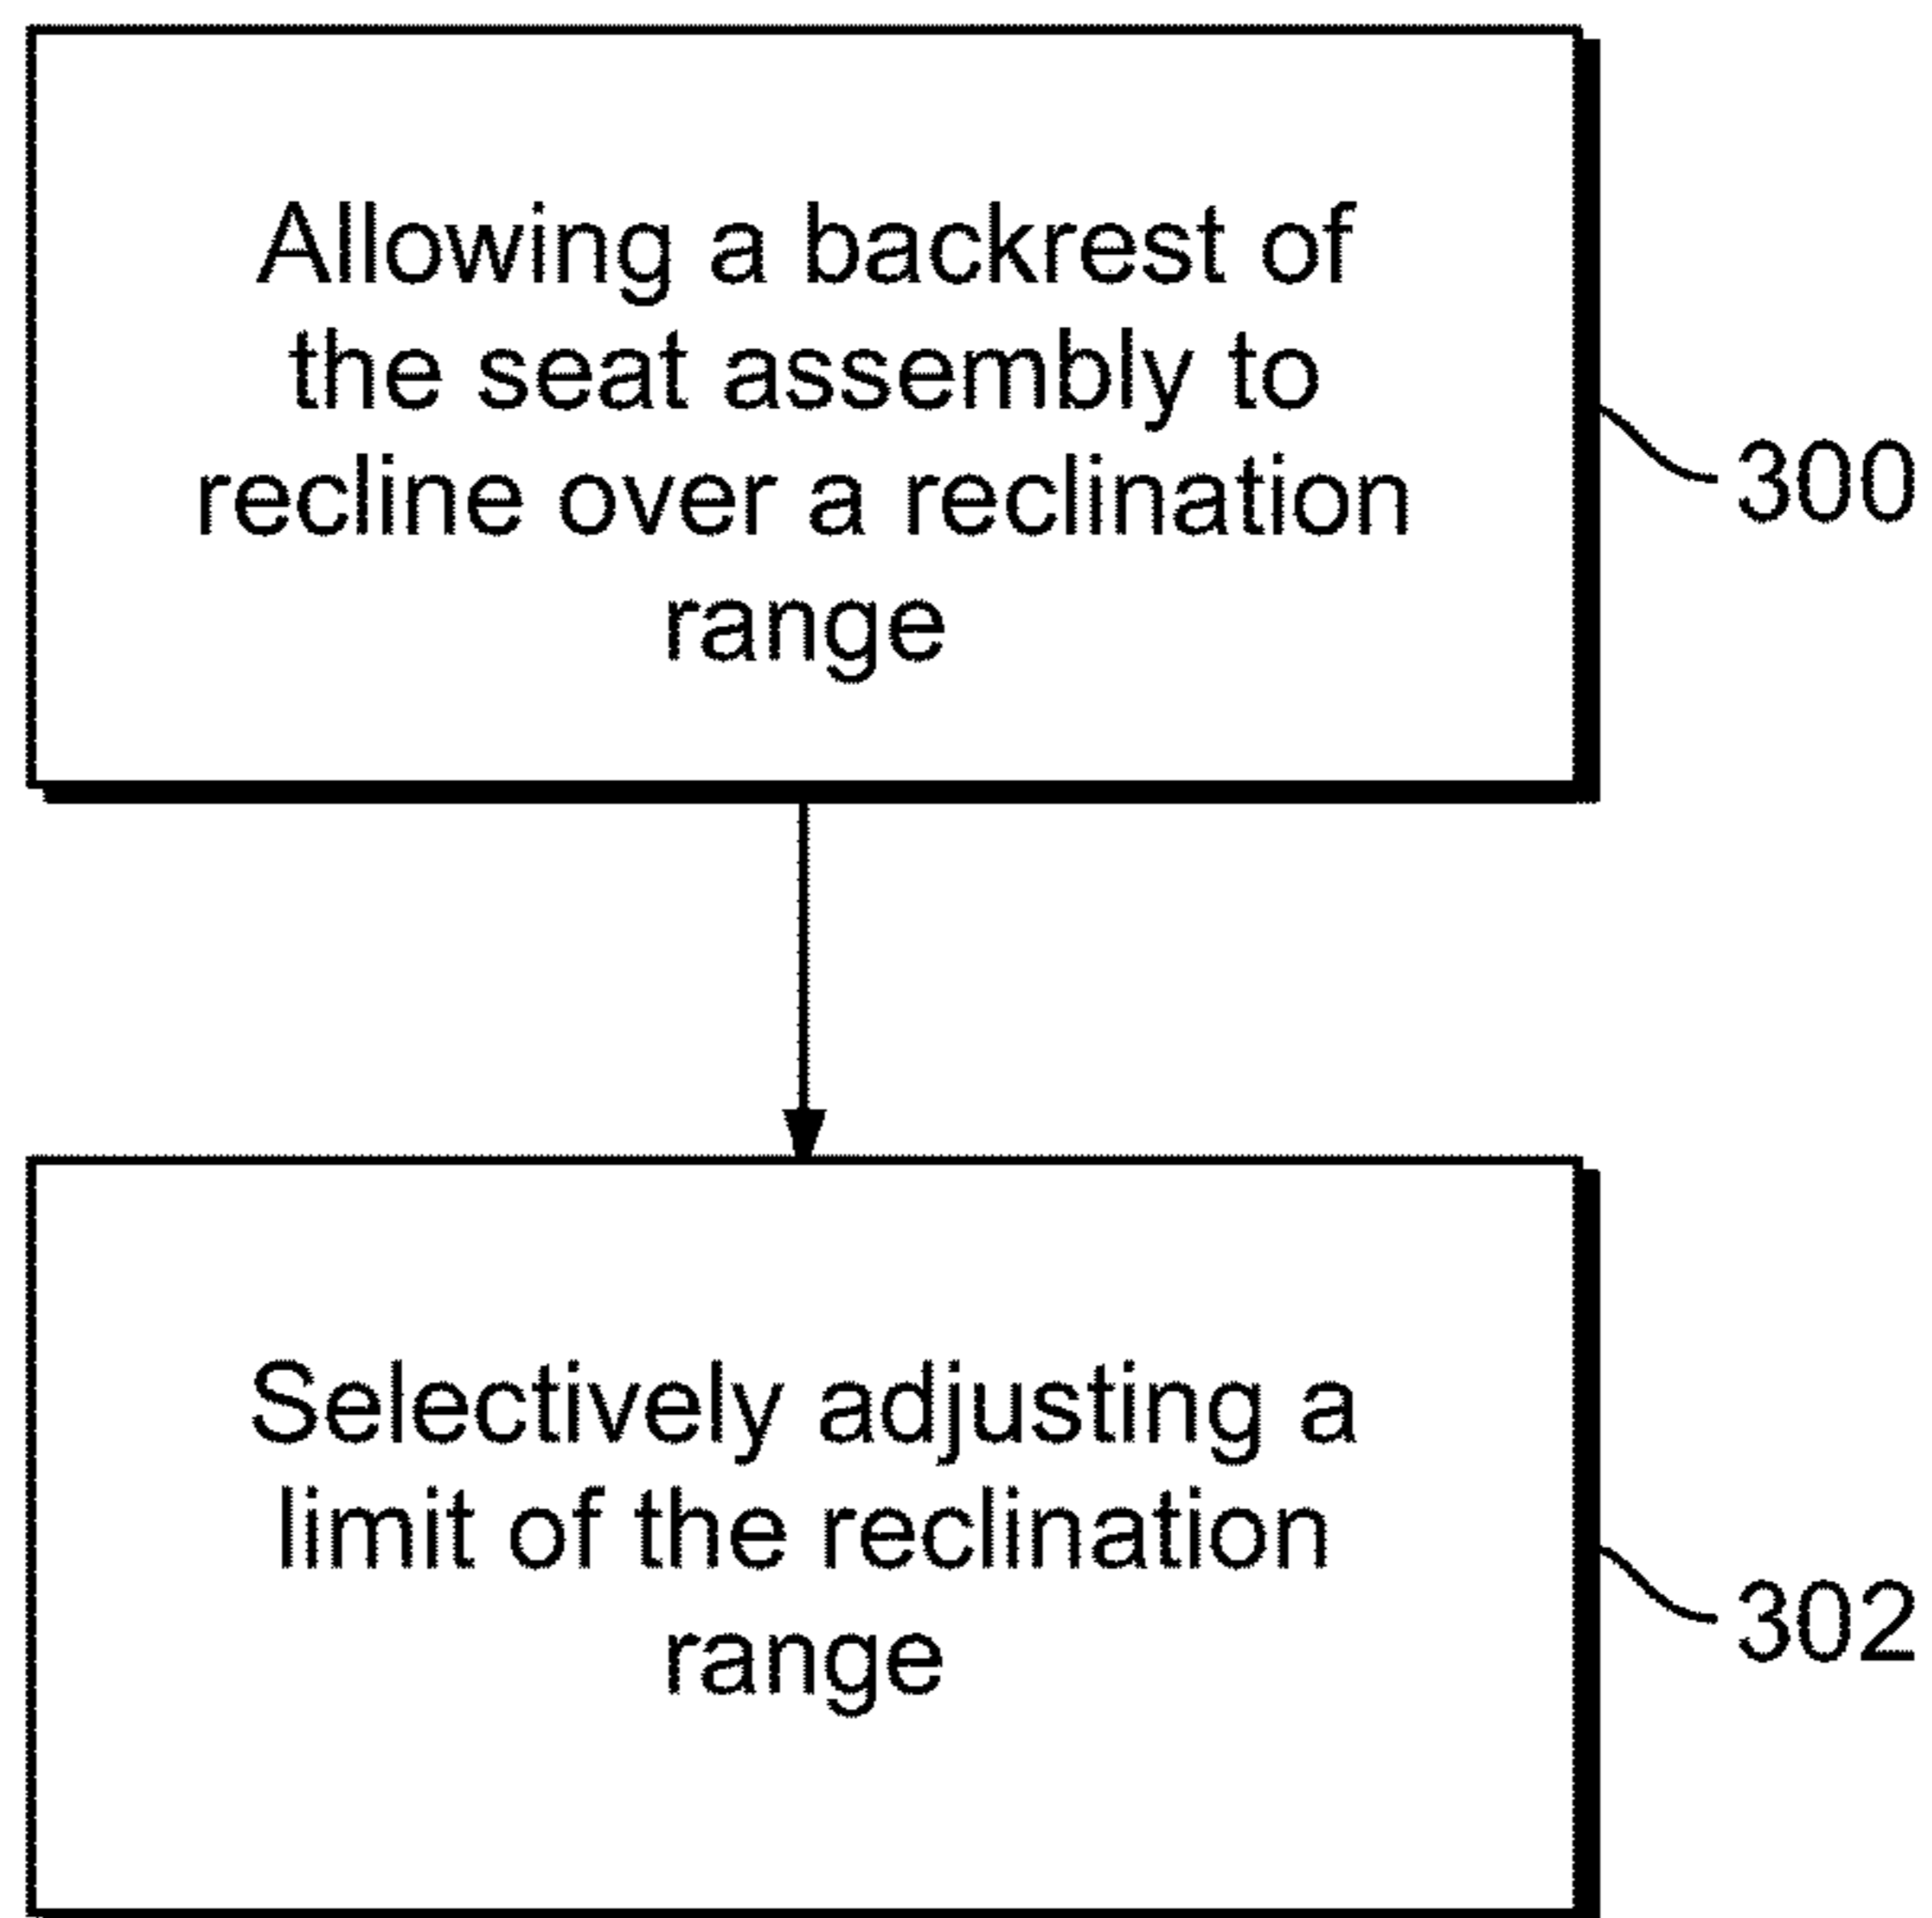 Allowing a backrest of
the seat assembly to
recline over a reclination
range
300
Selectively adjusting a
limit of the reclination
range
302